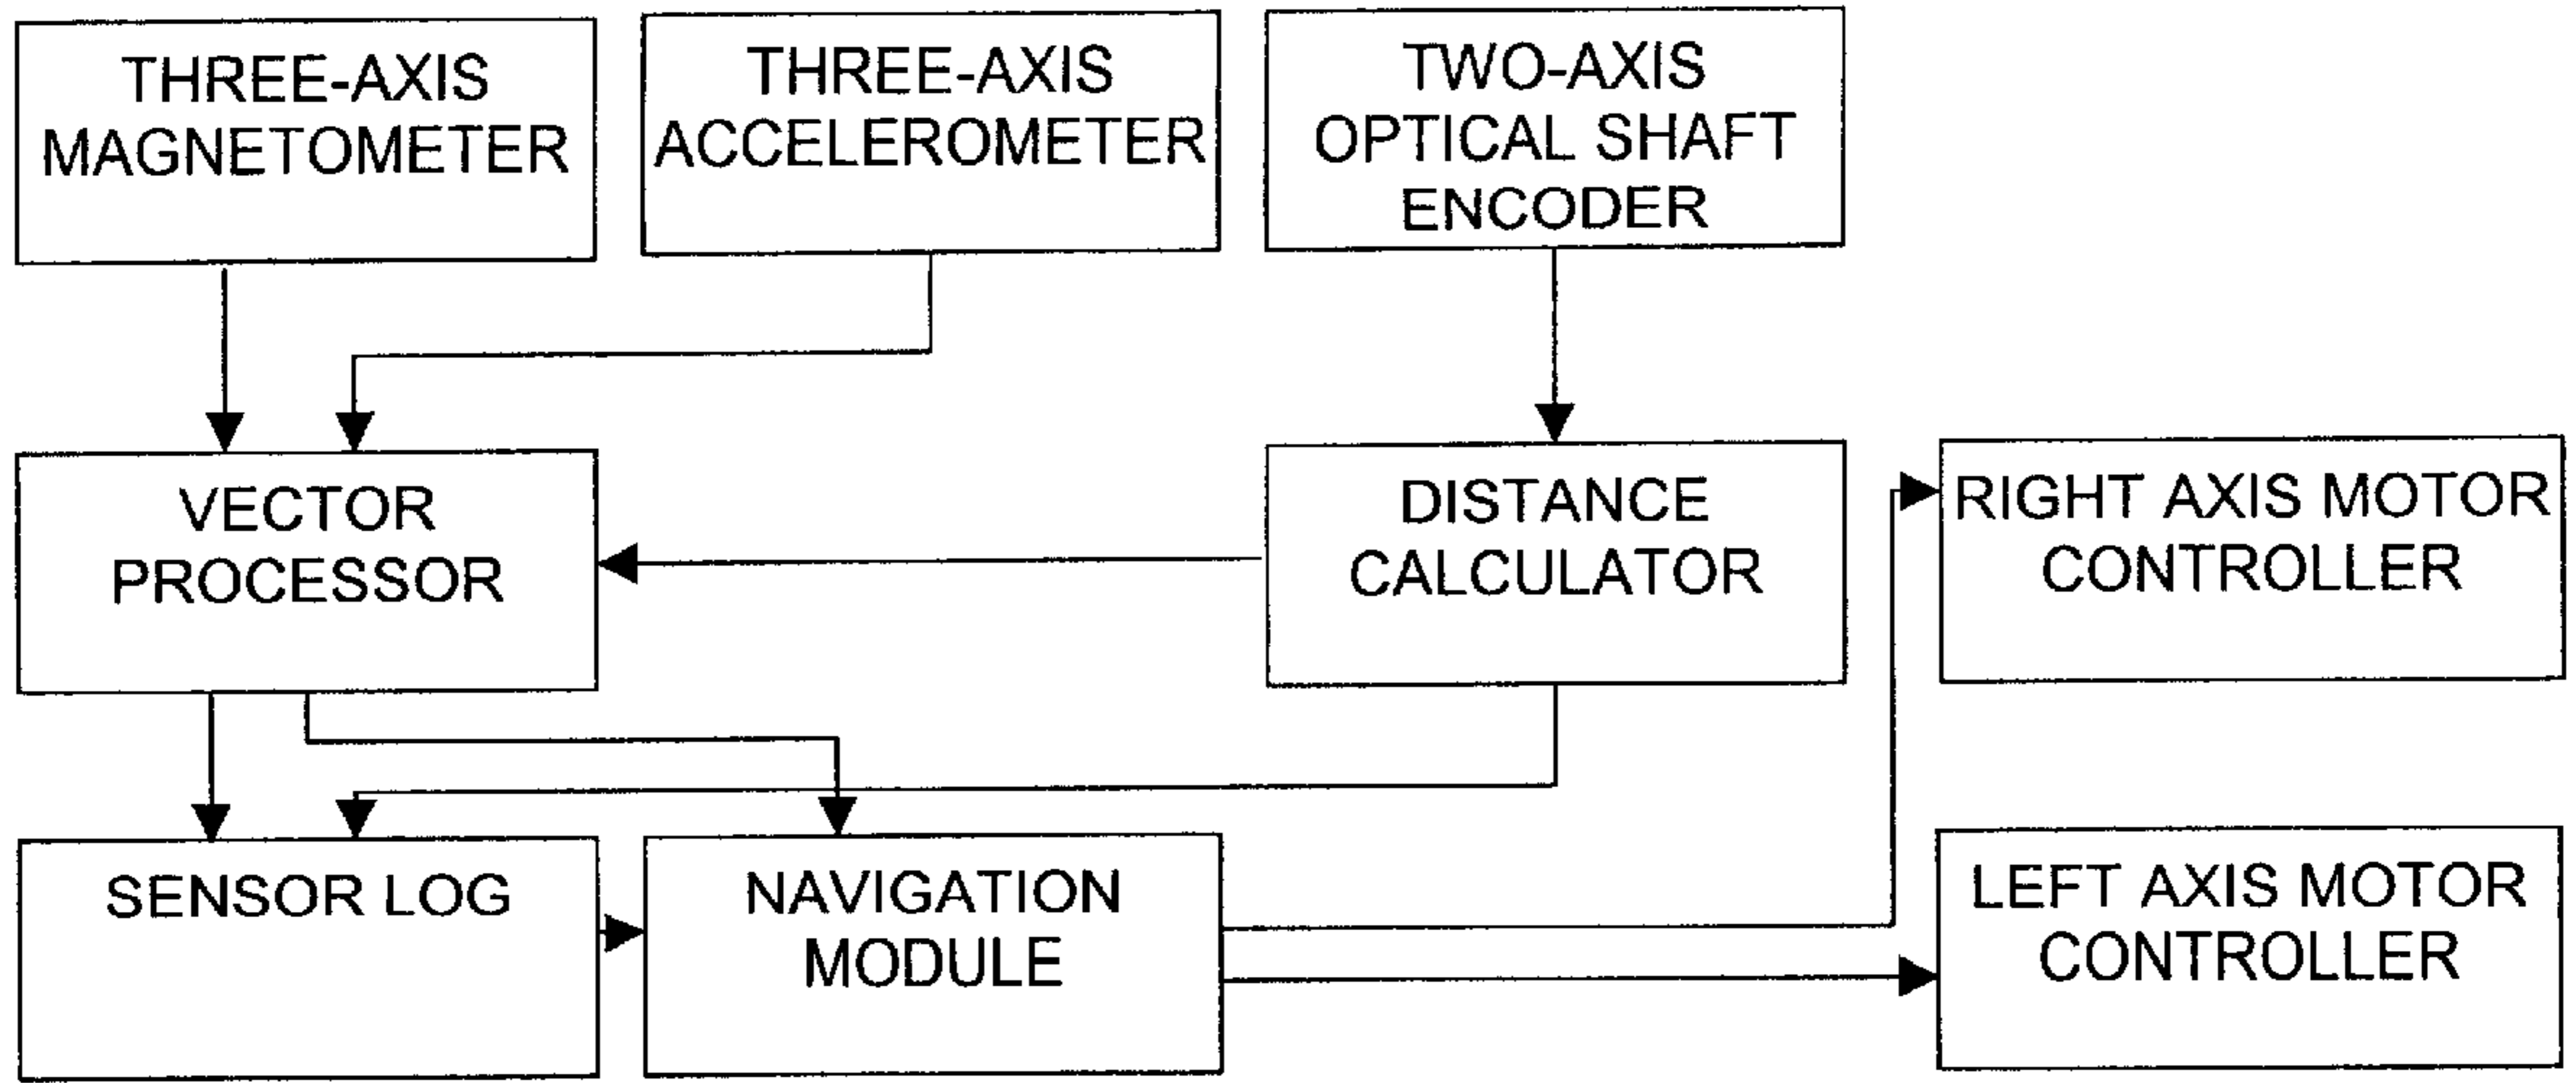 THREE-AXIS
MAGNETOMETER
THREE-AXIS
ACCELEROMETER
TWO-AXIS
OPTICAL SHAFT
ENCODER
VECTOR
PROCESSOR
DISTANCE
CALCULATOR
RIGHT AXIS MOTOR
CONTROLLER
SENSOR LOG
NAVIGATION
MODULE
LEFT AXIS MOTOR
CONTROLLER